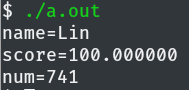 $ ./a.out
name=Lin
score=100.000000
num=741